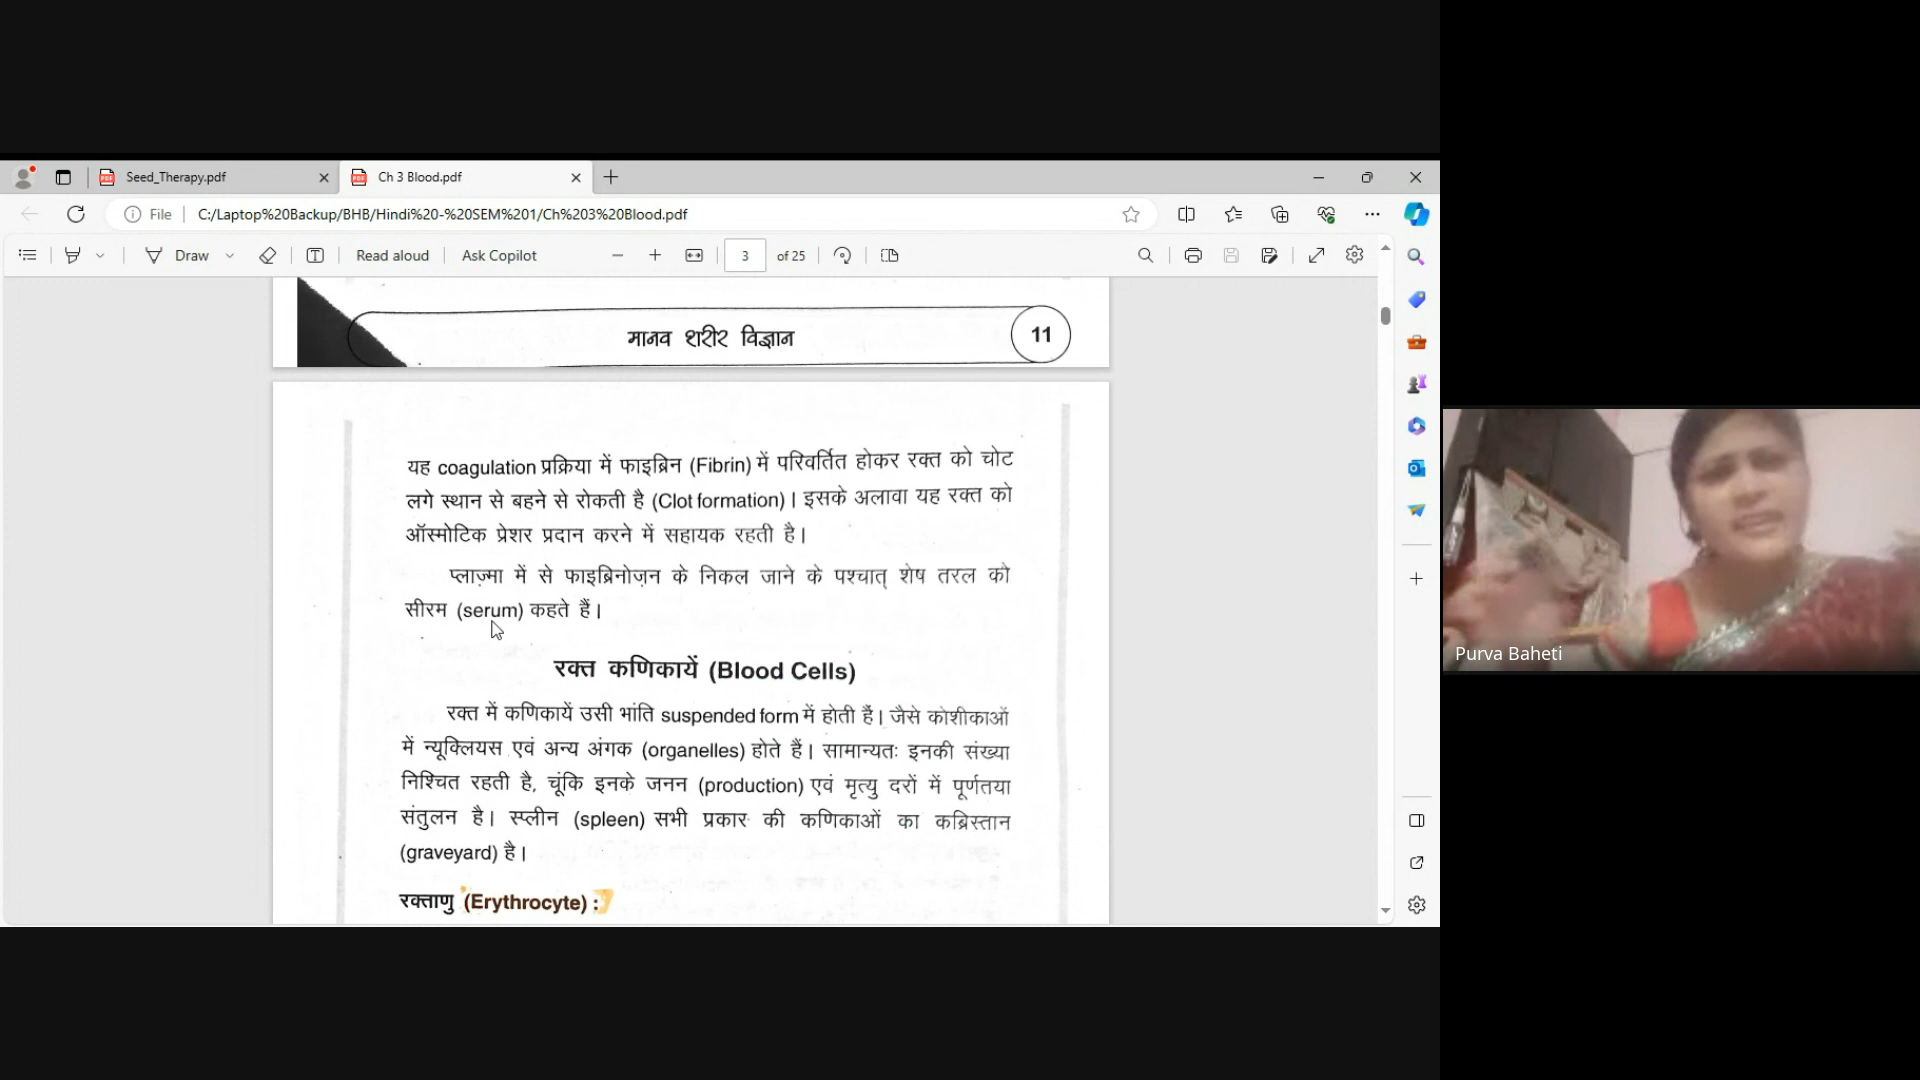 Seed_Therapy.pdf
Ch 3 Blood.pdf
File
C:/Laptop%20Backup/BHB/Hindi%20-%20SEM%201/Ch%203%20Blood.pdf
Draw
Read aloud
Ask Copilot
3
of 25
मानव शरीर विज्ञान
11
यह coagulation प्रक्रिया में फाइब्रिन (Fibrin) में परिवर्तित होकर रक्त को चोट
लगे स्थान से बहने से रोकती है (Clot formation)। इसके अलावा यह रक्त को
ऑस्मोटिक प्रेशर प्रदान करने में सहायक रहती है।
प्लाज़्मा में से फाइब्रिनोज़न के निकल जाने के पश्चात् शेष तरल को
सीरम (serum) कहते हैं।
रक्त कणिकायें (Blood Cells)
रक्त में कणिकायें उसी भांति suspended form में होती हैं। जैसे कोशीकाओं
में न्यूक्लियस एवं अन्य अंगक (organelles) होते हैं। सामान्यतः इनकी संख्या
निश्चित रहती है, चूंकि इनके जनन (production) एवं मृत्यु दरों में पूर्णतया
संतुलन है। स्प्लीन (spleen) सभी प्रकार की कणिकाओं का कब्रिस्तान
(graveyard) है।
रक्ताणु (Erythrocyte) :
Purva Baheti